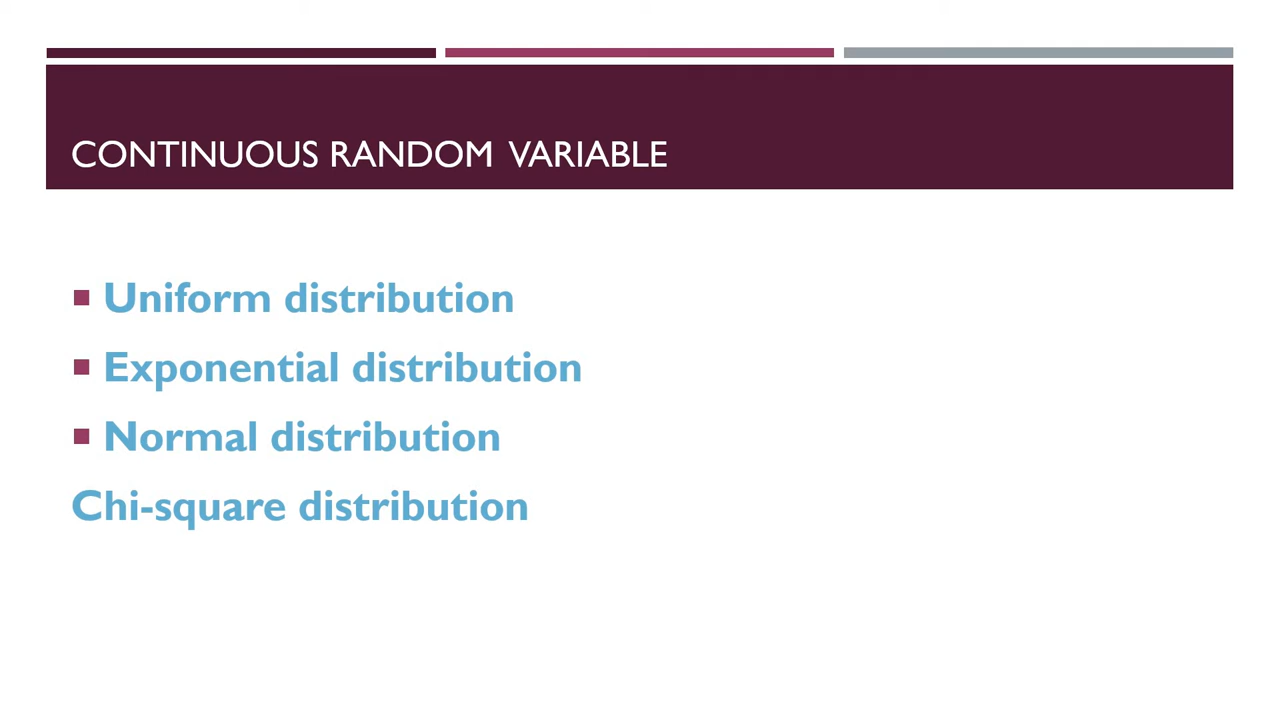 CONTINUOUS RANDOM VARIABLE
Uniform distribution
Exponential distribution
Normal distribution
Chi-square distribution